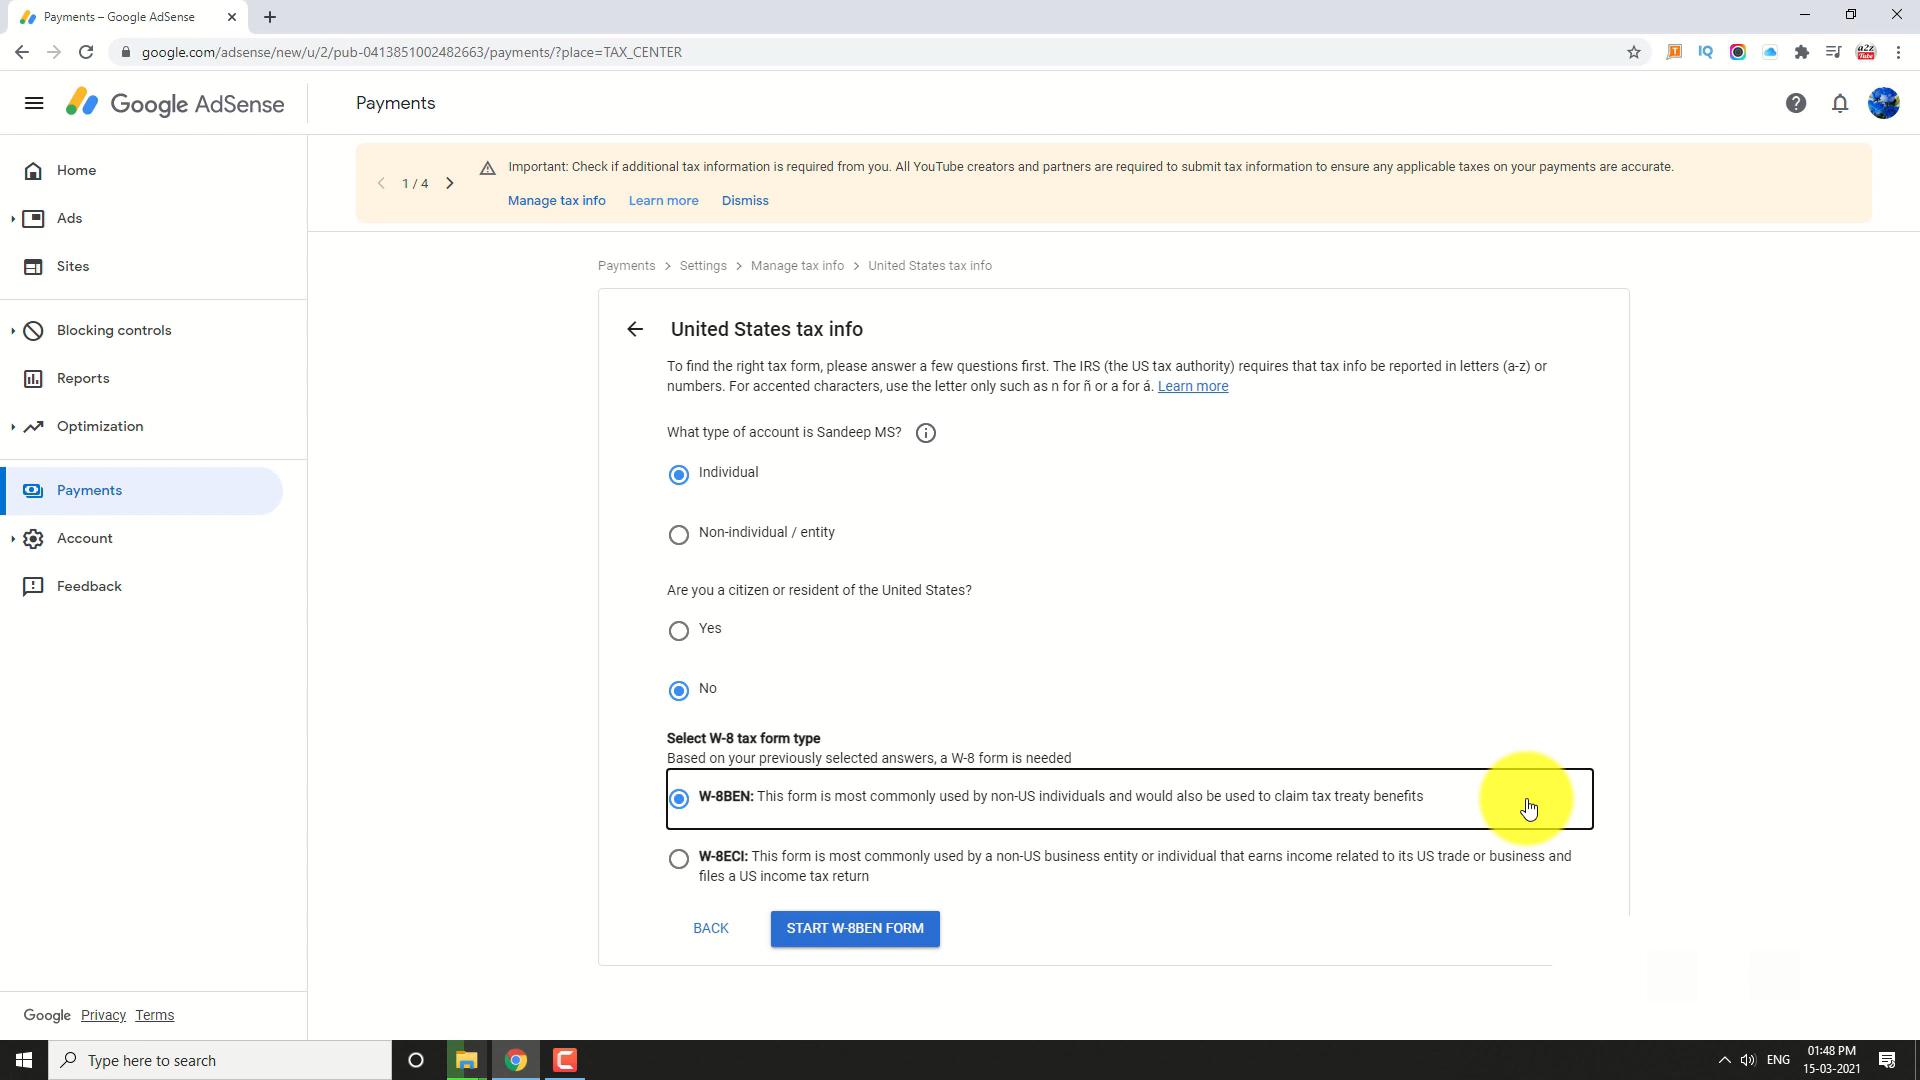 Payments – Google AdSense
google.com/adsense/new/u/2/pub-0413851002482663/payments/?place=TAX_CENTER
T
IQ
a2z
Tube
Google AdSense
Payments
Home
Ads
Sites
Blocking controls
Reports
Optimization
Payments
Account
Feedback
Google Privacy Terms
1 / 4
Important: Check if additional tax information is required from you. All YouTube creators and partners are required to submit tax information to ensure any applicable taxes on your payments are accurate.
Manage tax info Learn more Dismiss
Payments > Settings > Manage tax info > United States tax info
United States tax info
To find the right tax form, please answer a few questions first. The IRS (the US tax authority) requires that tax info be reported in letters (a-z) or
numbers. For accented characters, use the letter only such as n for ñ or a for á. Learn more
What type of account is Sandeep MS?
Individual
Non-individual / entity
Are you a citizen or resident of the United States?
Yes
No
Select W-8 tax form type
Based on your previously selected answers, a W-8 form is needed
W-8BEN: This form is most commonly used by non-US individuals and would also be used to claim tax treaty benefits
W-8ECI: This form is most commonly used by a non-US business entity or individual that earns income related to its US trade or business and
files a US income tax return
BACK START W-8BEN FORM
Type here to search
ENG
01:48 PM
15-03-2021